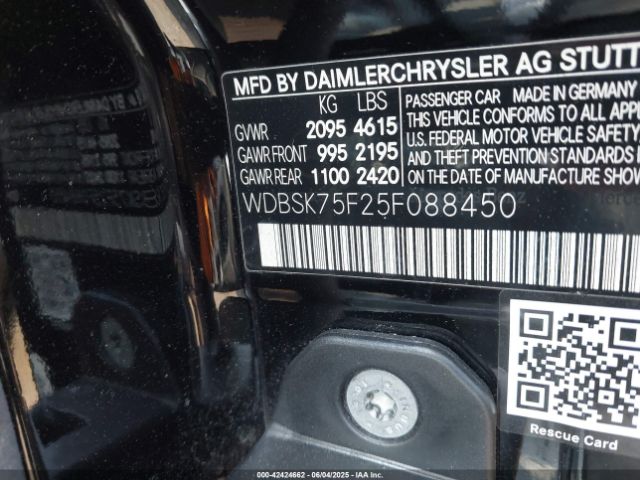 MFD BY DAIMLERCHRYSLER AG STUTT
KG LBS
GVWR 2095 4615
GAWR FRONT 995 2195
GAWR REAR 1100 2420
PASSENGER CAR MADE IN GERMANY
THIS VEHICLE CONFORMS TO ALL APPL
U.S. FEDERAL MOTOR VEHICLE SAFETY
AND THEFT PREVENTION STANDARDS
ON THE DATE OF MANUFACTURE SHOW
WDBSK75F25F088450
Rescue Card
000-42424662 - 06/04/2025 - IAAI Inc.